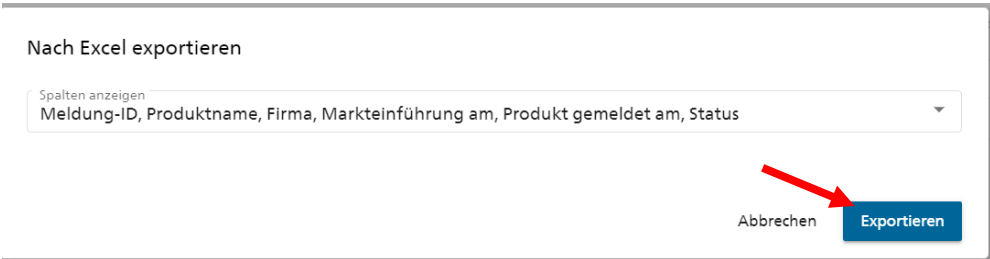 Nach Excel exportieren
Spalten anzeigen
Meldung-ID, Produktname, Firma, Markteinführung am, Produkt gemeldet am, Status
Abbrechen Exportieren